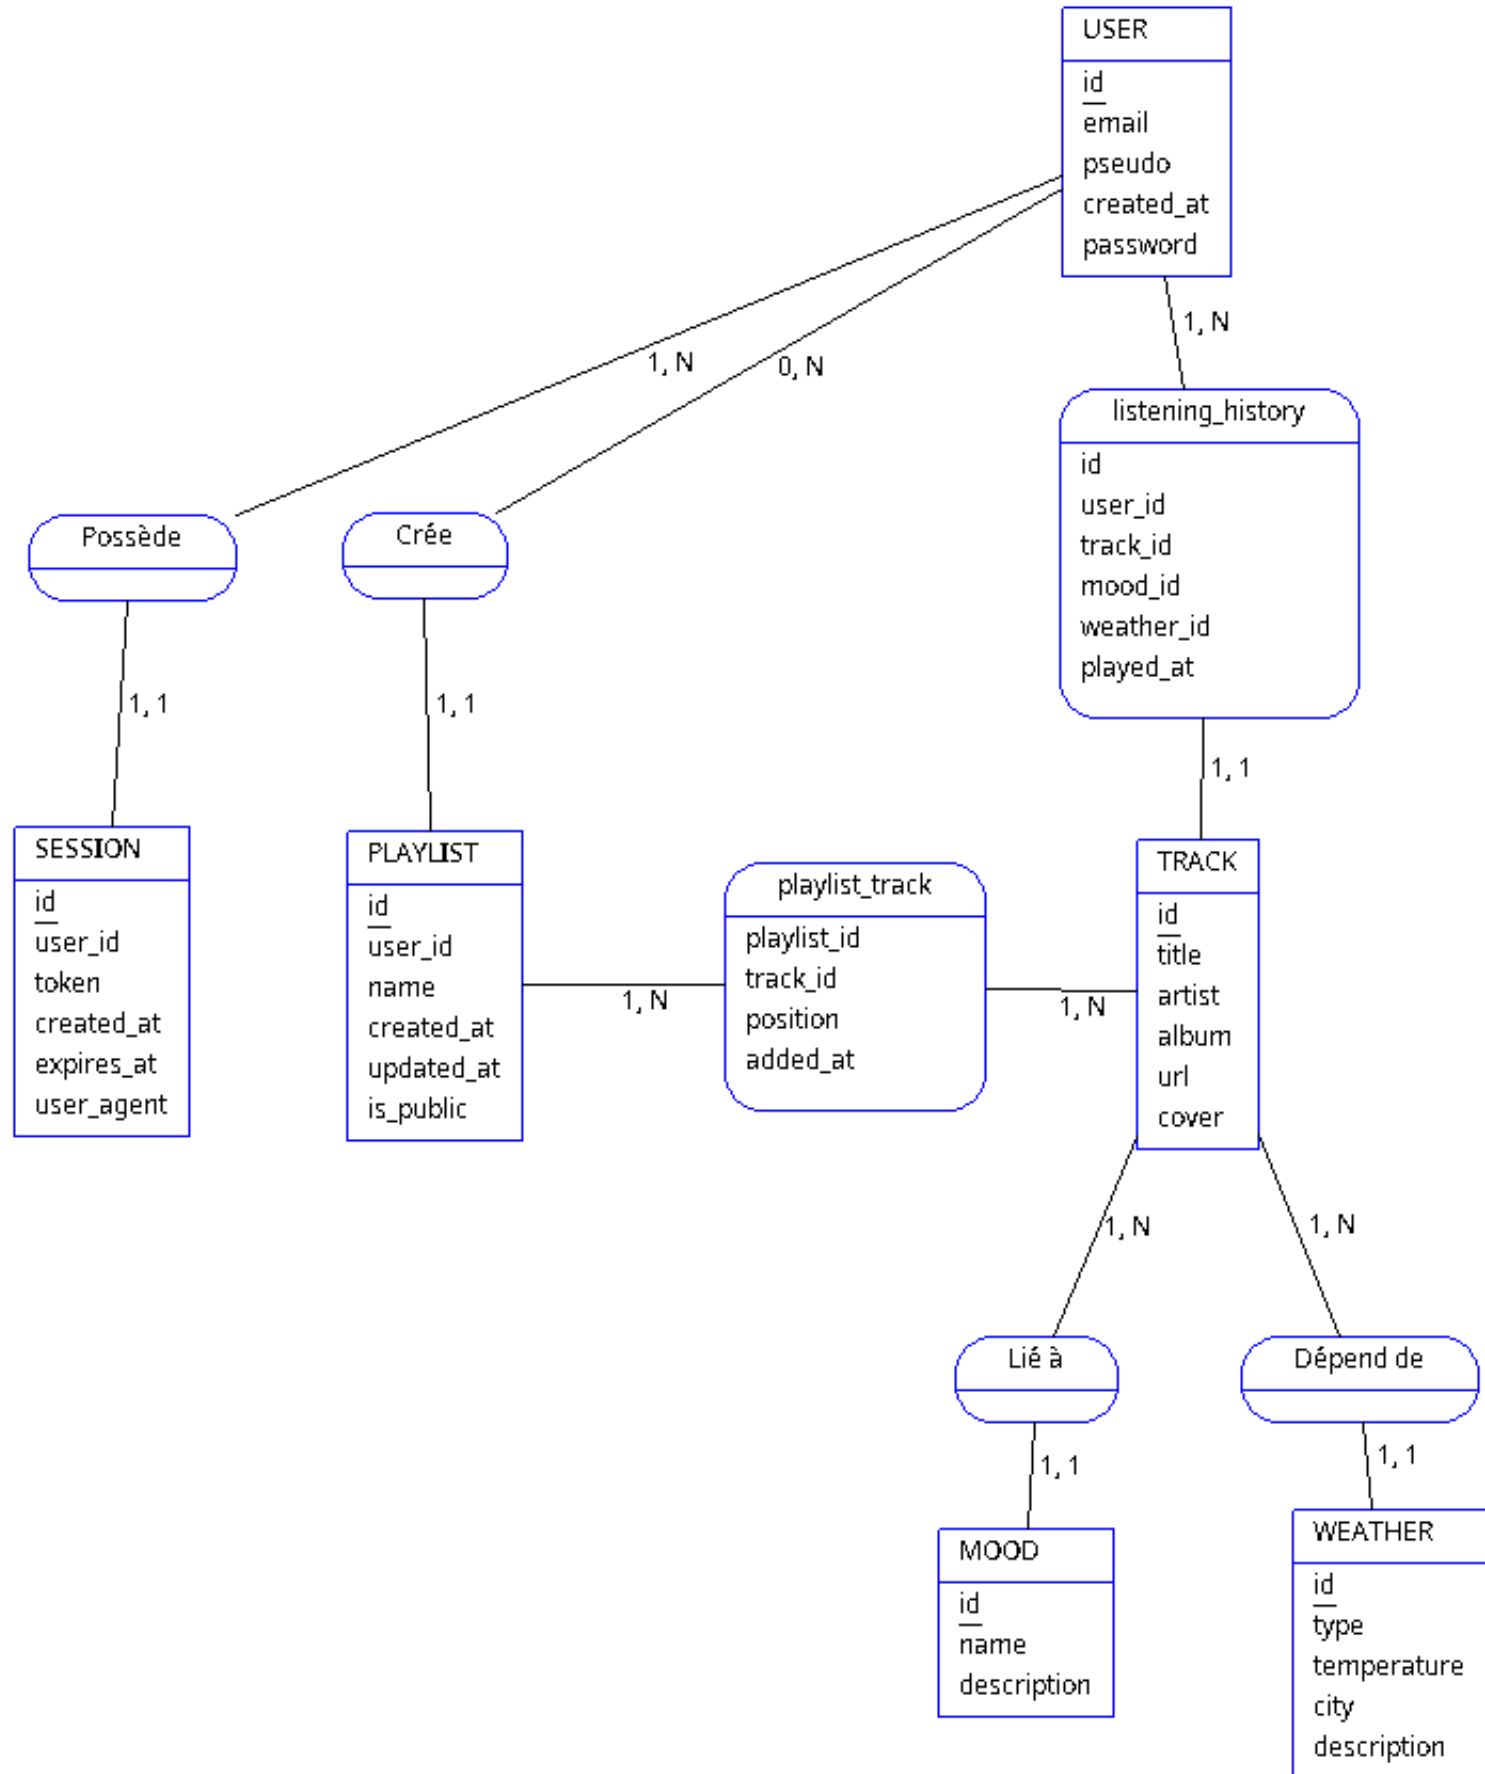 USER
id
email
pseudo
created_at
password
1, N
0, N
1, N
listening_history
id
user_id
track_id
mood_id
weather_id
played_at
Possède
Crée
1, 1
1, 1
1, 1
SESSION
id
user_id
token
created_at
expires_at
user_agent
PLAYLIST
id
user_id
name
created_at
updated_at
is_public
1, N
playlist_track
playlist_id
track_id
position
added_at
1, N
TRACK
id
title
artist
album
url
cover
1, N
1, N
Lié à
Dépend de
1, 1
1, 1
MOOD
id
name
description
WEATHER
id
type
temperature
city
description